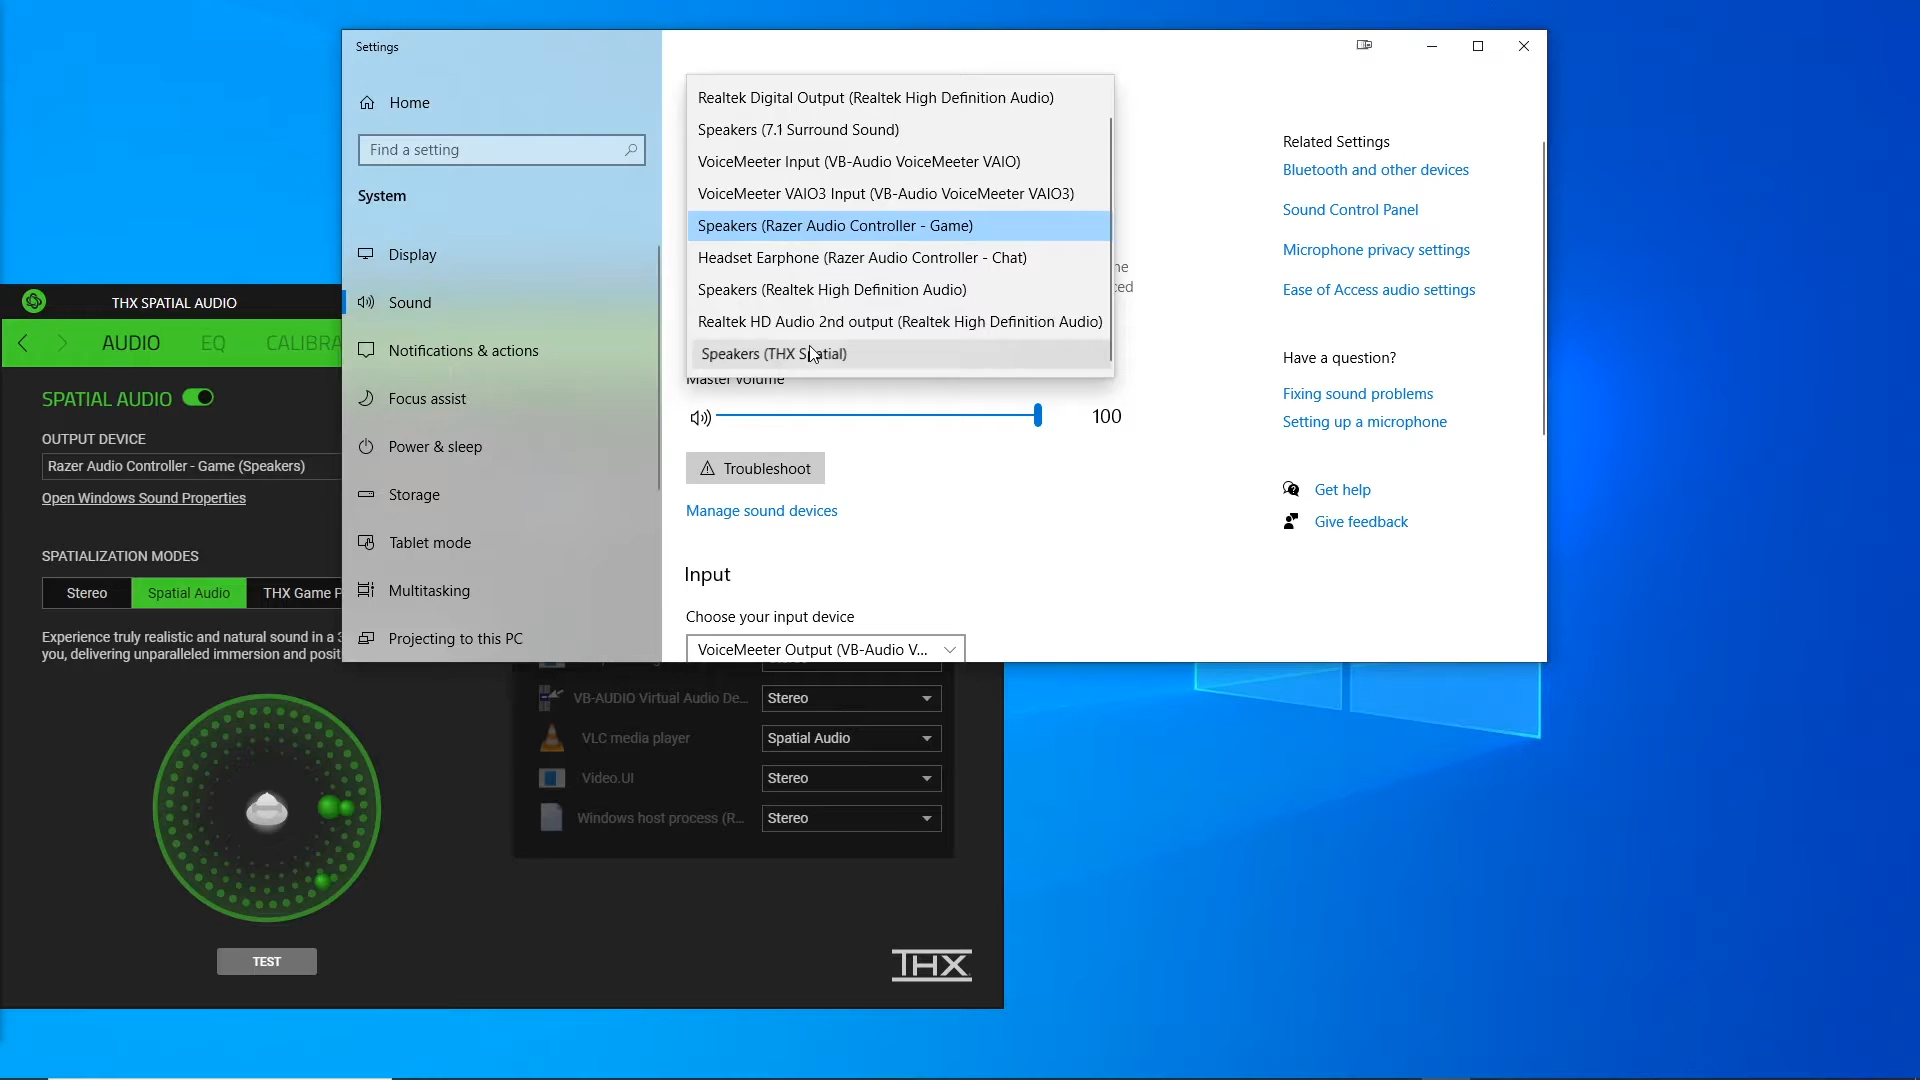 Settings
Home
Find a setting
System
Display
Sound
Notifications & actions
Focus assist
Power & sleep
Storage
Tablet mode
Multitasking
Projecting to this PC
Realtek Digital Output (Realtek High Definition Audio)
Speakers (7.1 Surround Sound)
VoiceMeeter Input (VB-Audio VoiceMeeter VAIO)
VoiceMeeter VAIO3 Input (VB-Audio VoiceMeeter VAIO3)
Speakers (Razer Audio Controller - Game)
Headset Earphone (Razer Audio Controller - Chat)
Speakers (Realtek High Definition Audio)
Realtek HD Audio 2nd output (Realtek High Definition Audio)
Speakers (THX Spatial)
Master volume
100
Troubleshoot
Manage sound devices
Input
Choose your input device
VoiceMeeter Output (VB-Audio V...
Related Settings
Bluetooth and other devices
Sound Control Panel
Microphone privacy settings
Ease of Access audio settings
Have a question?
Fixing sound problems
Setting up a microphone
Get help
Give feedback
THX SPATIAL AUDIO
AUDIO EQ CALIBRA
SPATIAL AUDIO
OUTPUT DEVICE
Razer Audio Controller - Game (Speakers)
Open Windows Sound Properties
SPATIALIZATION MODES
Stereo Spatial Audio THX Game P
Experience truly realistic and natural sound in a 3
you, delivering unparalleled immersion and posit
TEST
VB-AUDIO Virtual Audio De... Stereo
VLC media player Spatial Audio
Video.UI Stereo
Windows host process (R... Stereo
THX